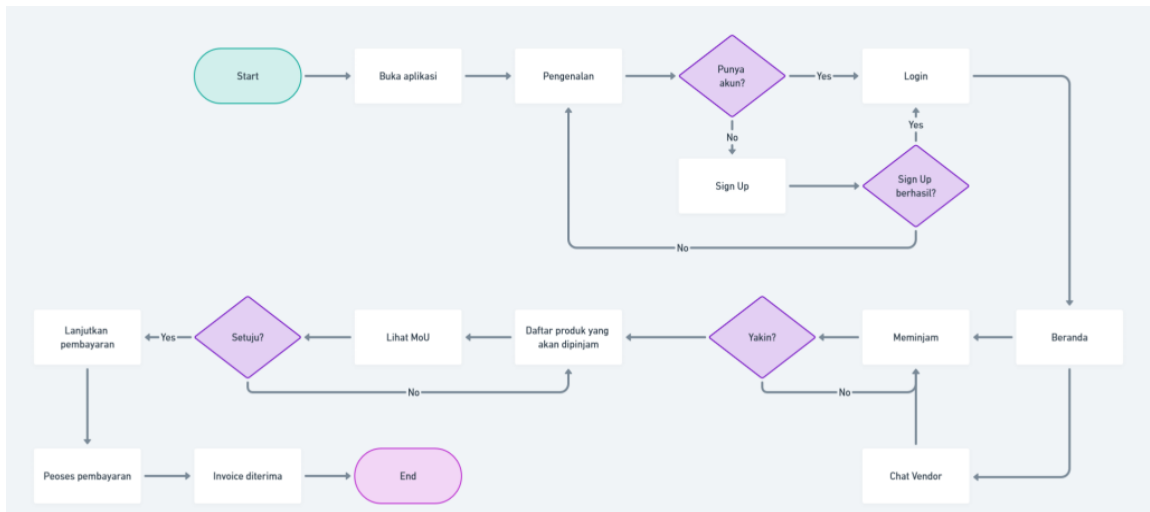 Start
Buka aplikasi
Pengenalan
Punya
akun?
Yes
Login
No
Yes
Sign Up
Sign Up
berhasil?
No
Lanjutkan
pembayaran
Yes
Setuju?
Lihat MoU
Daftar produk yang
akan dipinjam
Yakin?
Meminjam
Beranda
No
No
Peoses pembayaran
Invoice diterima
End
Chat Vendor